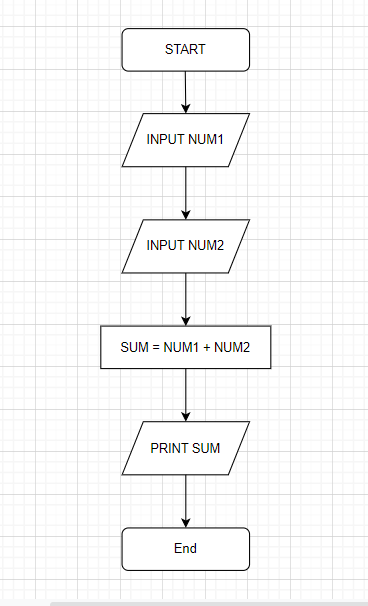 START
INPUT NUM1
INPUT NUM2
SUM = NUM1 + NUM2
PRINT SUM
End